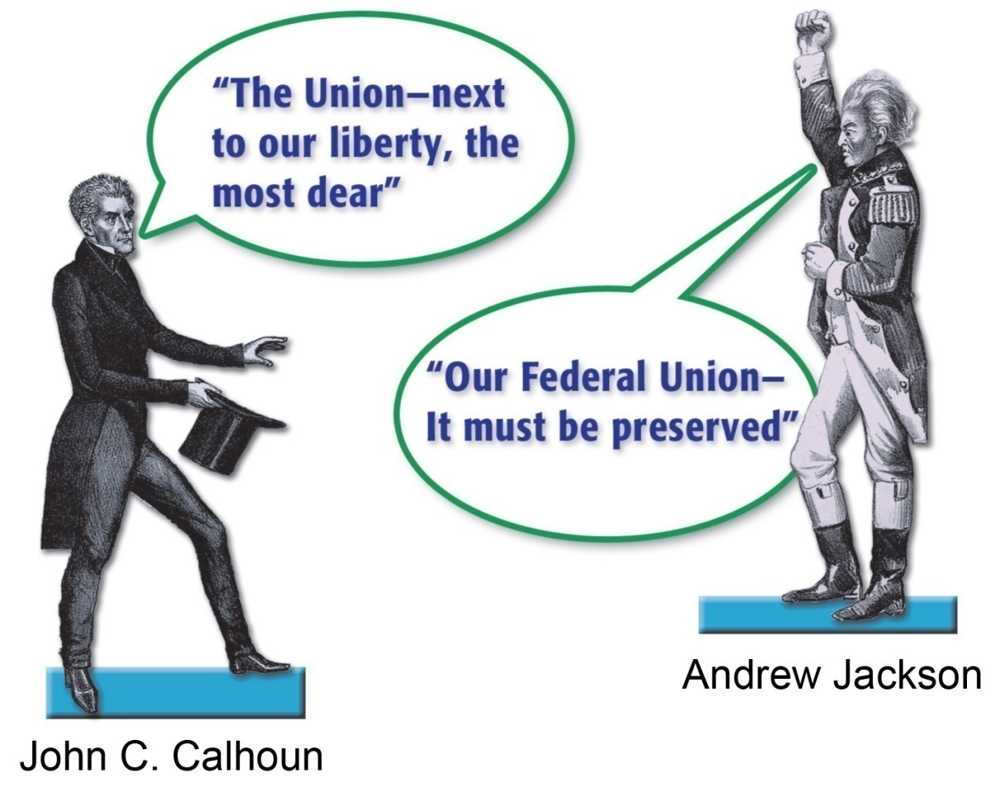 “The Union–next
to our liberty, the
most dear”
“Our Federal Union–
It must be preserved”
Andrew Jackson
John C. Calhoun